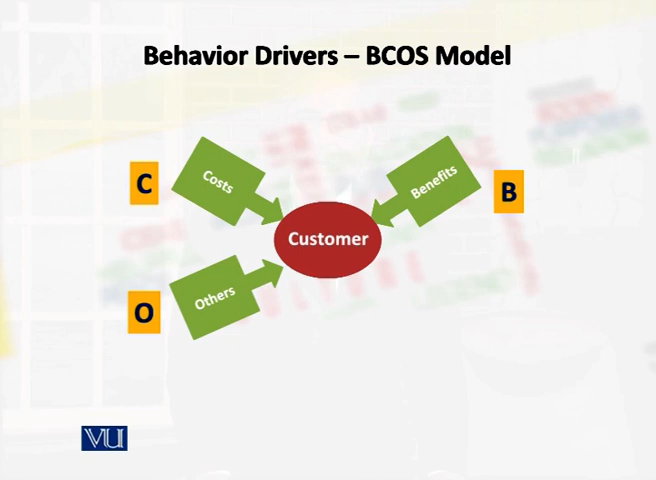 Behavior Drivers – BCOS Model
C
Costs
Benefits
B
Customer
O
Others
VU